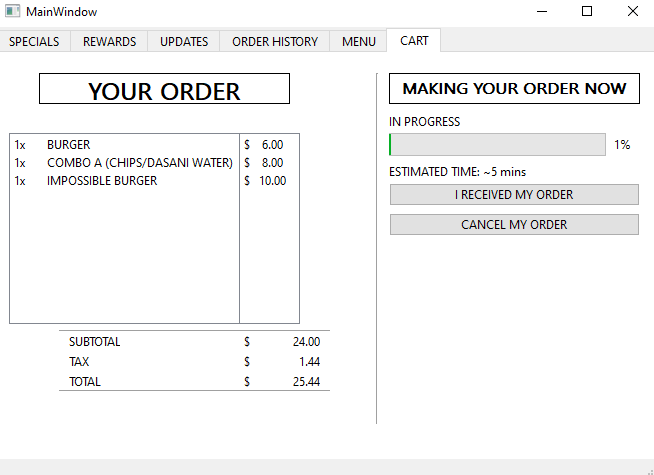 MainWindow
SPECIALS REWARDS UPDATES ORDER HISTORY MENU CART
YOUR ORDER
1x BURGER $ 6.00
1x COMBO A (CHIPS/DASANI WATER) $ 8.00
1x IMPOSSIBLE BURGER $ 10.00
SUBTOTAL $ 24.00
TAX $ 1.44
TOTAL $ 25.44
MAKING YOUR ORDER NOW
IN PROGRESS
1%
ESTIMATED TIME: ~5 mins
I RECEIVED MY ORDER
CANCEL MY ORDER